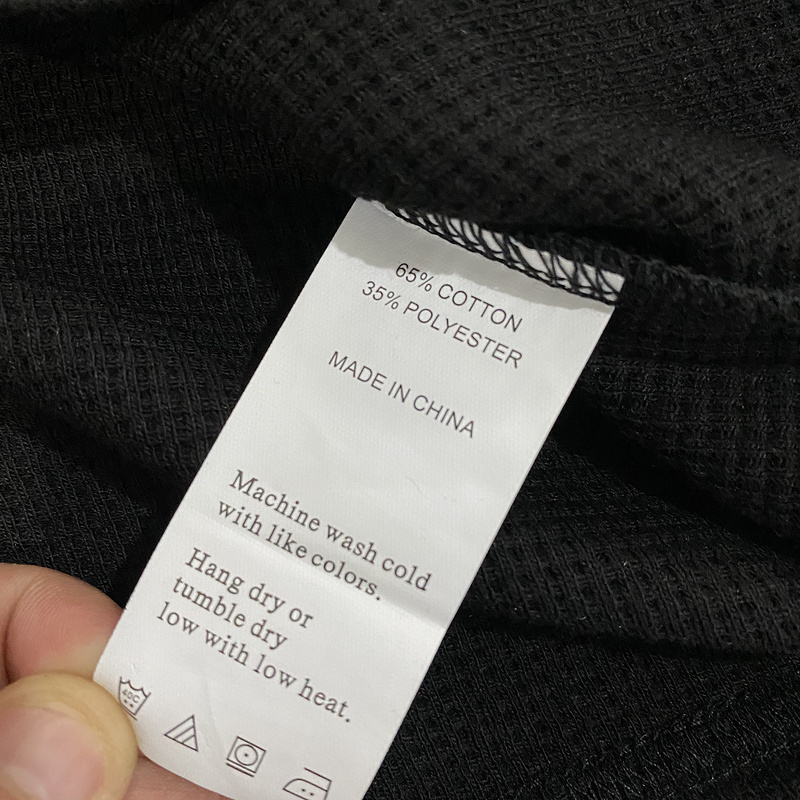 65% COTTON
35% POLYESTER
MADE IN CHINA
Machine wash cold
with like colors.
Hang dry or
tumble dry
low with low heat.
40C